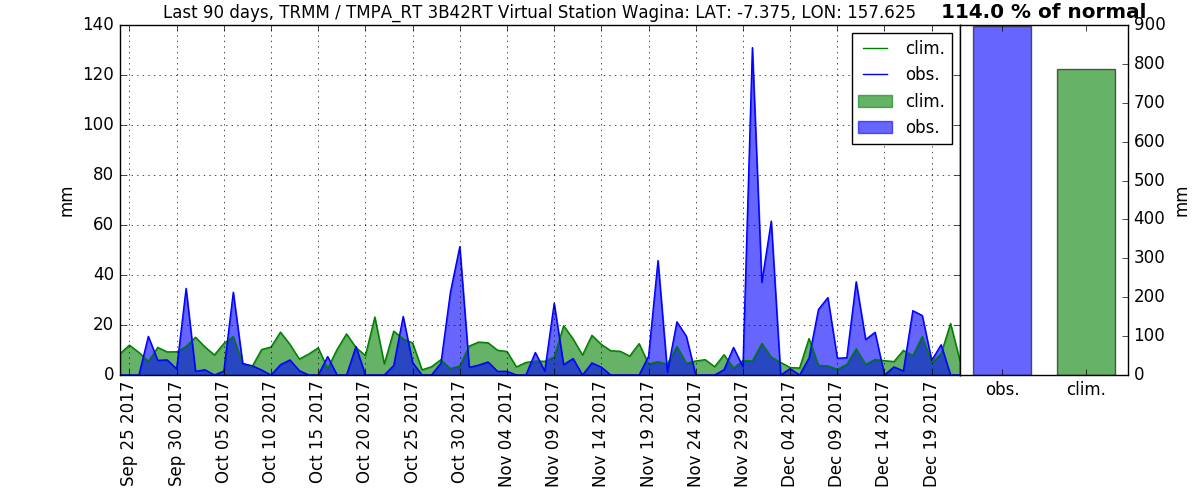 Last 90 days, TRMM / TMPA_RT 3B42RT Virtual Station Wagina: LAT: -7.375, LON: 157.625
114.0 % of normal
140
120
100
80
60
40
20
0
mm
clim.
obs.
clim.
obs.
Sep 25 2017
Sep 30 2017
Oct 05 2017
Oct 10 2017
Oct 15 2017
Oct 20 2017
Oct 25 2017
Oct 30 2017
Nov 04 2017
Nov 09 2017
Nov 14 2017
Nov 19 2017
Nov 24 2017
Nov 29 2017
Dec 04 2017
Dec 09 2017
Dec 14 2017
Dec 19 2017
900
800
700
600
500
400
300
200
100
0
mm
obs.
clim.